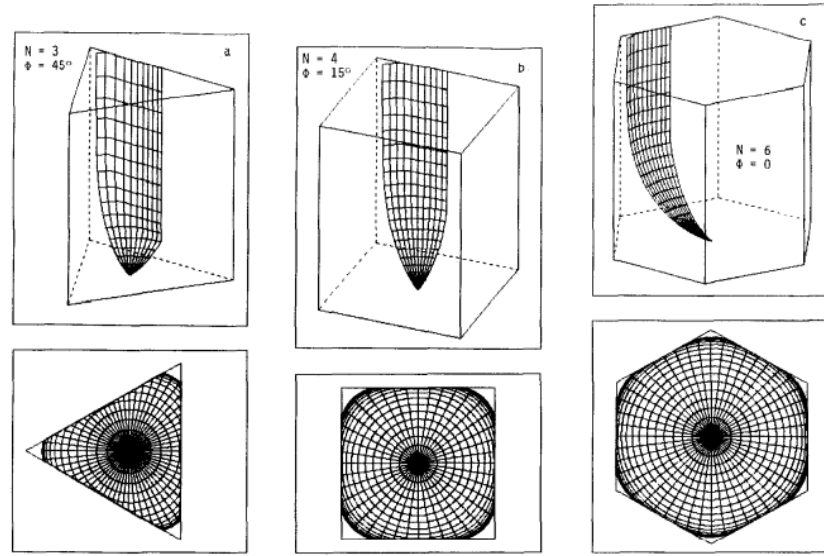 a
N = 3
Φ = 45°
b
N = 4
Φ = 15°
c
N = 6
Φ = 0